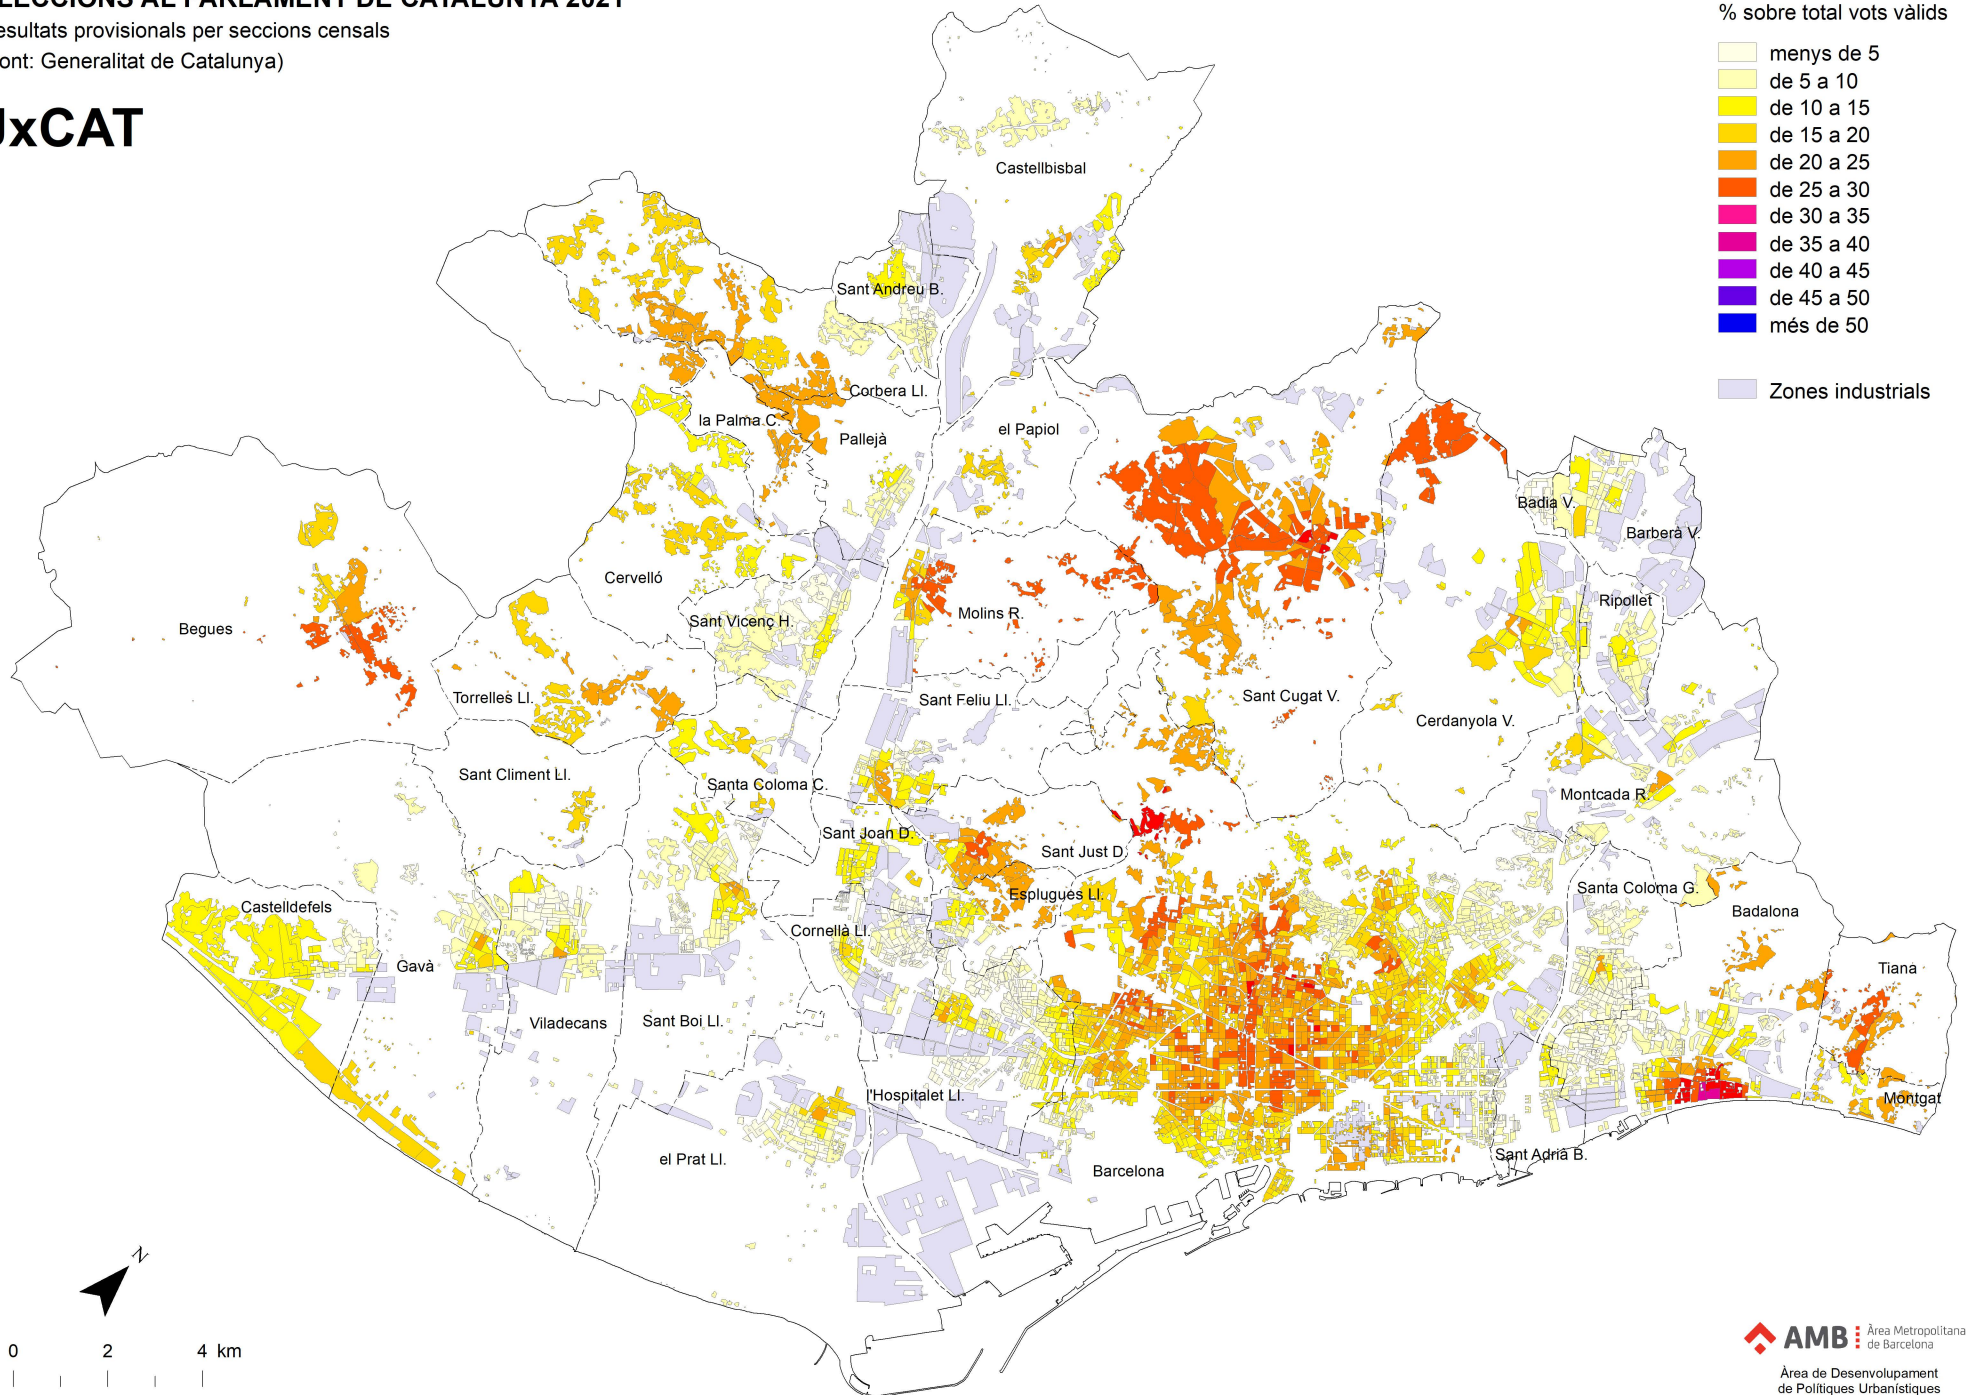 LECCIONS AL PARLAMENT DE CATALUNYA 2021
esultats provisionals per seccions censals
ont: Generalitat de Catalunya)
JxCAT
% sobre total vots vàlids
menys de 5
de 5 a 10
de 10 a 15
de 15 a 20
de 20 a 25
de 25 a 30
de 30 a 35
de 35 a 40
de 40 a 45
de 45 a 50
més de 50
Zones industrials
Castellbisbal
Sant Andreu B.
Corbera Ll.
la Palma C.
Pallejà
el Papiol
Badia V.
Barberà V.
Cervelló
Ripollet
Begues
Sant Vicenç H.
Molins R.
Torrelles Ll.
Sant Feliu Ll.
Sant Cugat V.
Cerdanyola V.
Sant Climent Ll.
Santa Coloma C.
Montcada R.
Sant Joan D.
Sant Just D.
Esplugues Ll.
Santa Coloma G.
Castelldefels
Badalona
Cornellà Ll.
Gavà
Tiana
Viladecans
Sant Boi Ll.
l'Hospitalet Ll.
Montgat
el Prat Ll.
Barcelona
Sant Adrià B.
N
0 2 4 km
AMB
Àrea Metropolitana
de Barcelona
Àrea de Desenvolupament
de Polítiques Urbanístiques